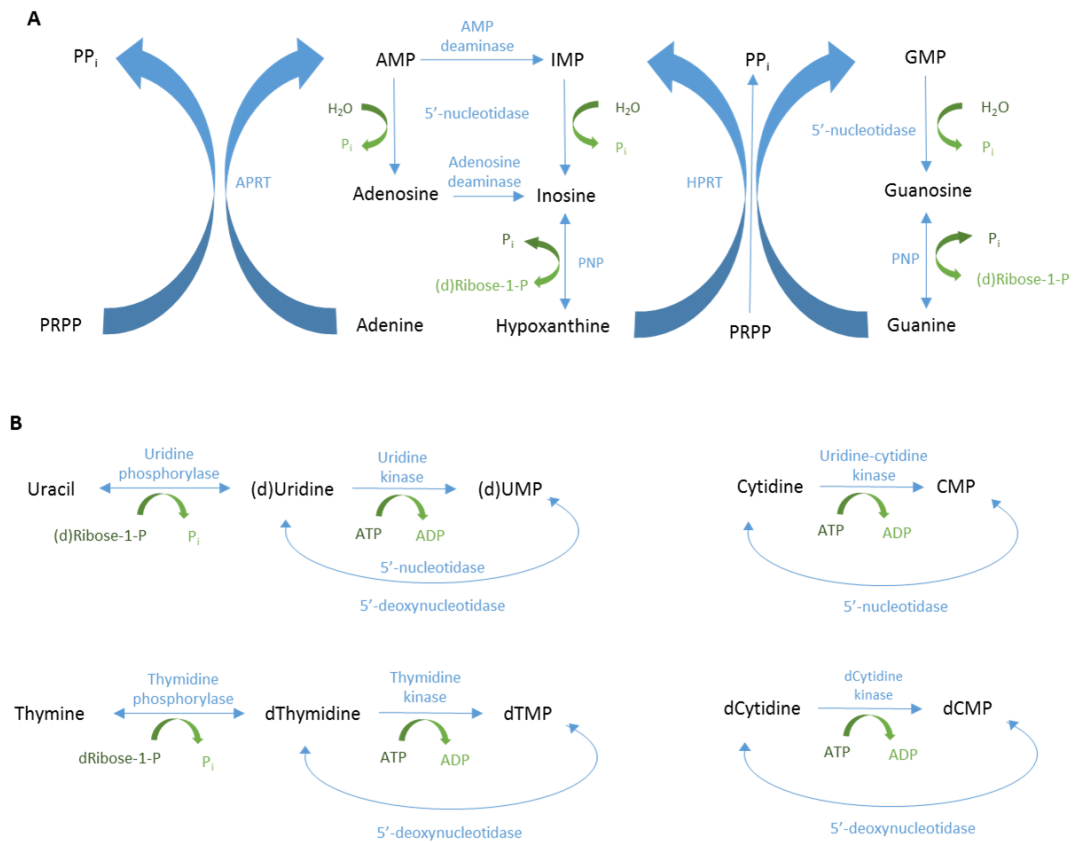 A
PPi
AMP
AMP
deaminase
IMP
PPi
GMP
H2O
Pi
5'-nucleotidase
H2O
Pi
5'-nucleotidase
H2O
Pi
APRT
Adenosine
Adenosine
deaminase
Inosine
HPRT
Guanosine
Pi
(d)Ribose-1-P
PNP
PNP
Pi
(d)Ribose-1-P
PRPP
Adenine
Hypoxanthine
PRPP
Guanine
B
Uracil
Uridine
phosphorylase
(d)Ribose-1-P
Pi
(d)Uridine
Uridine
kinase
ATP
ADP
(d)UMP
5'-nucleotidase
5'-deoxynucleotidase
Cytidine
Uridine-cytidine
kinase
ATP
ADP
CMP
5'-nucleotidase
Thymine
Thymidine
phosphorylase
dRibose-1-P
Pi
dThymidine
Thymidine
kinase
ATP
ADP
dTMP
5'-deoxynucleotidase
dCytidine
dCytidine
kinase
ATP
ADP
dCMP
5'-deoxynucleotidase